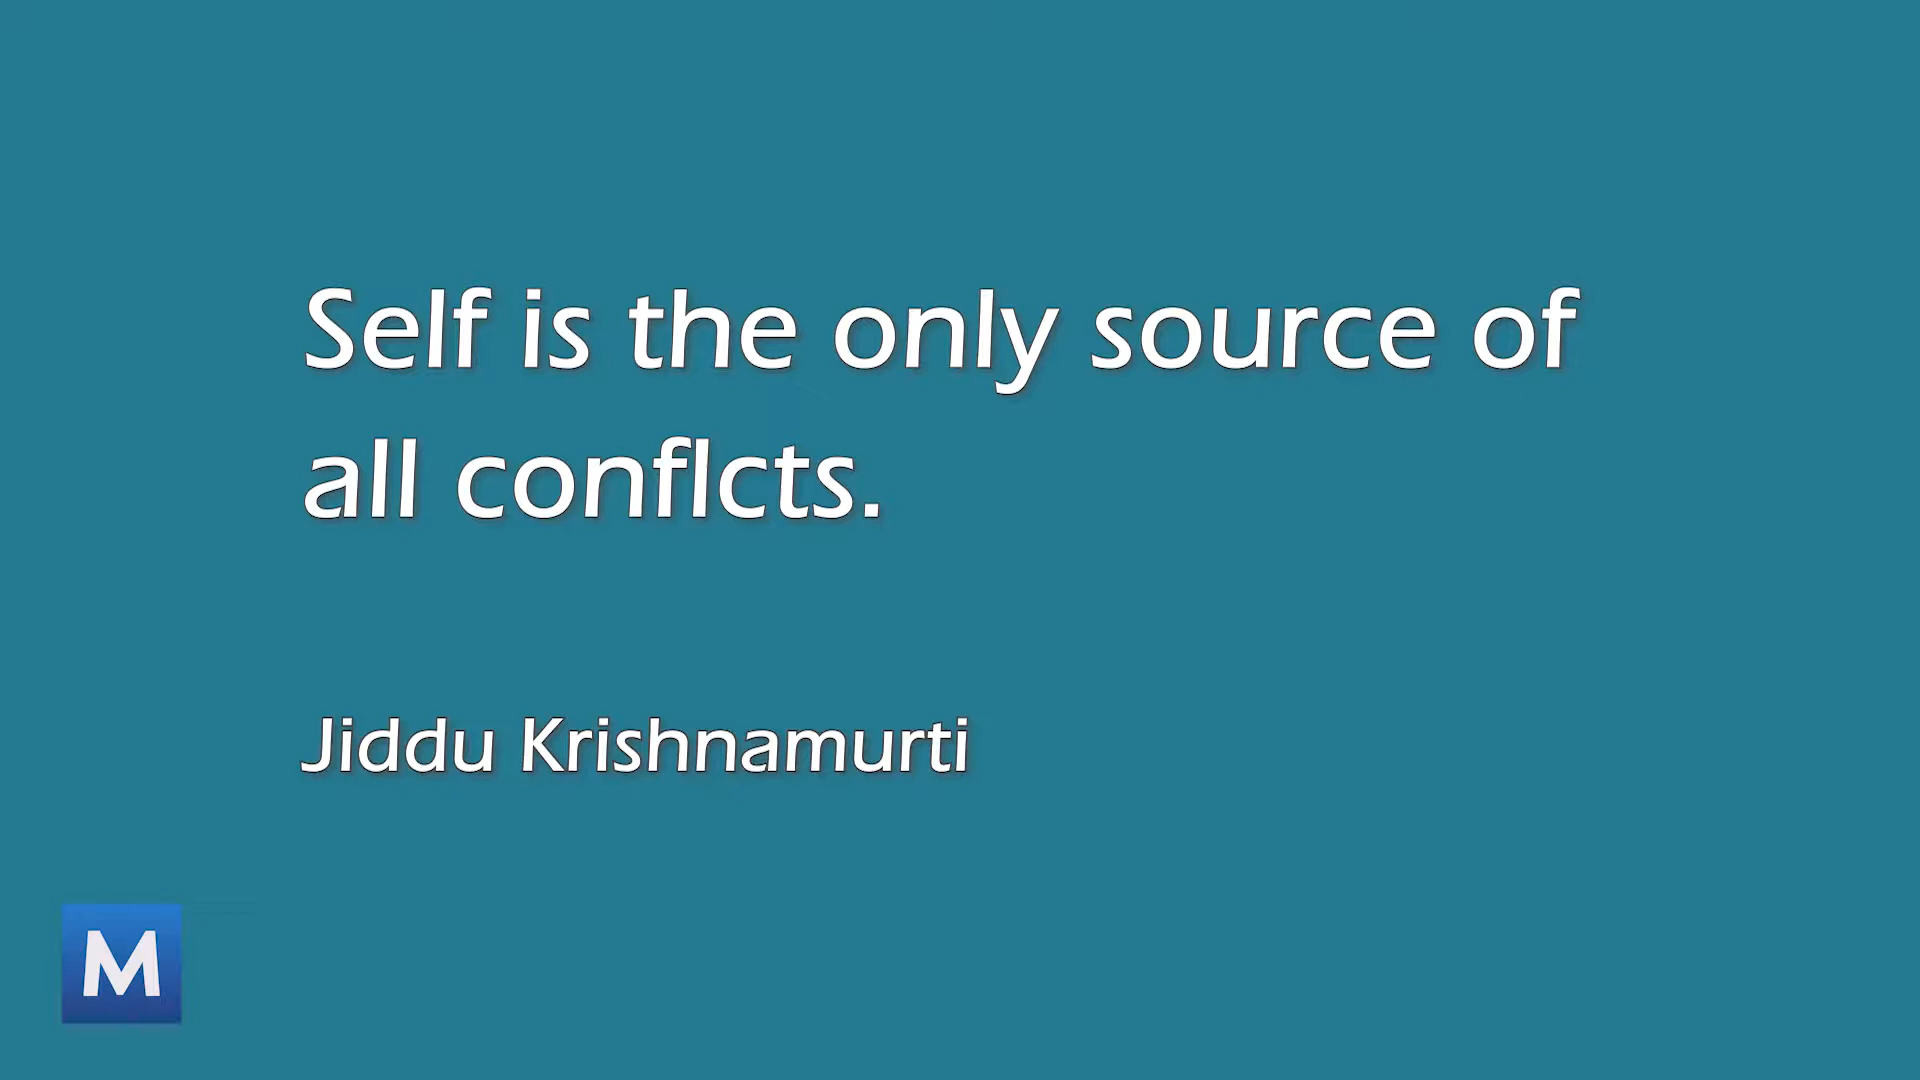 Self is the only source of
all conflcts.
Jiddu Krishnamurti
M